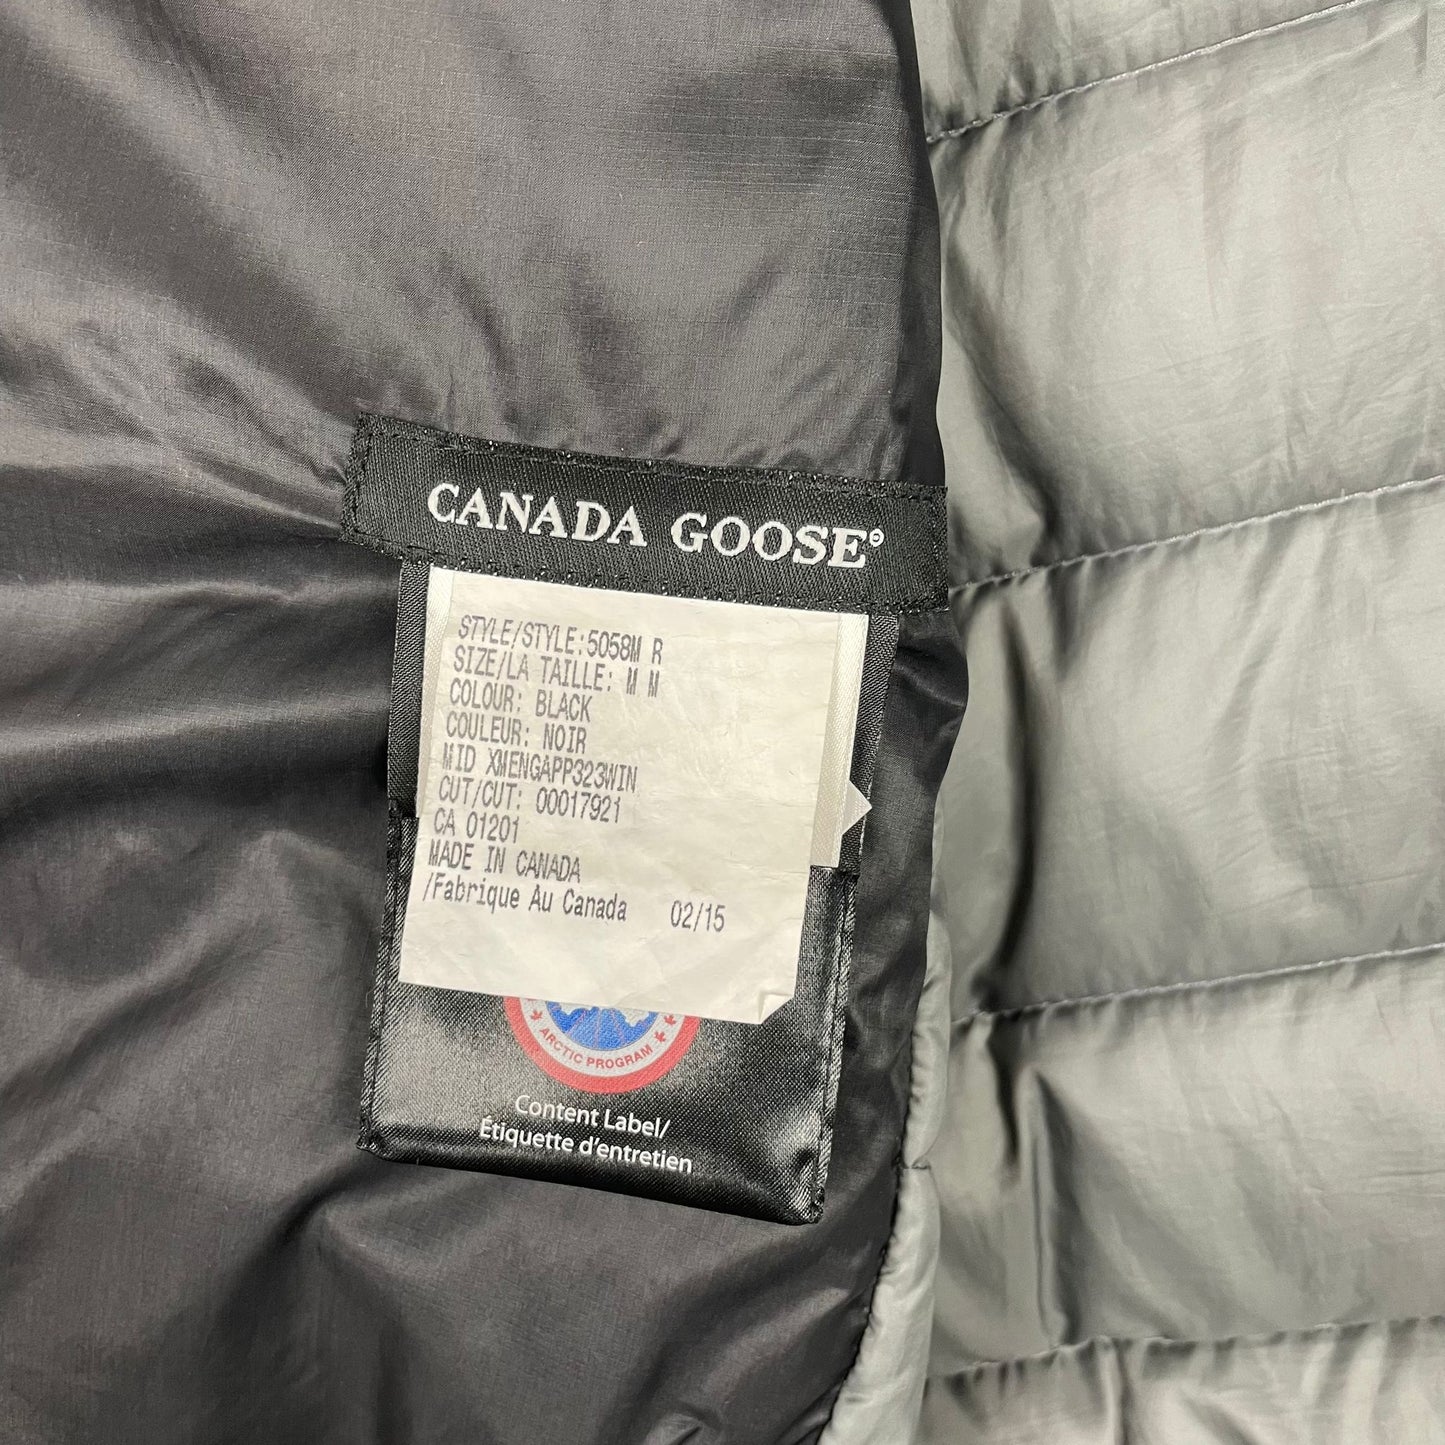 CANADA GOOSE®
STYLE/STYLE:5058M R
SIZE/LA TAILLE: M M
COLOUR: BLACK
COULEUR: NOIR
MID XMENGAPP323WIN
CUT/CUT: 00017921
CA 01201
MADE IN CANADA
/Fabrique Au Canada 02/15
ARCTIC PROGRAM
Content Label/
Étiquette d'entretien